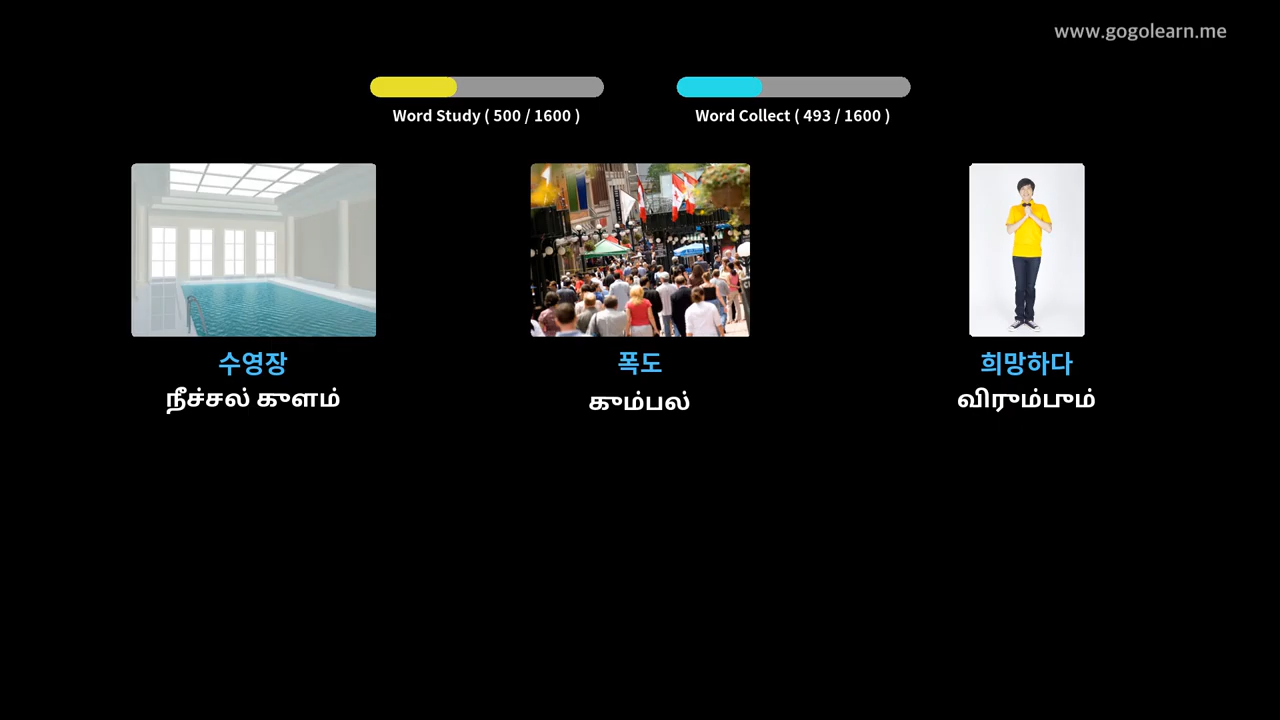 www.gogolearn.me
Word Study ( 500 / 1600 )
Word Collect ( 493 / 1600 )
수영장
நீச்சல் குளம்
폭도
கும்பல்
희망하다
விரும்பும்